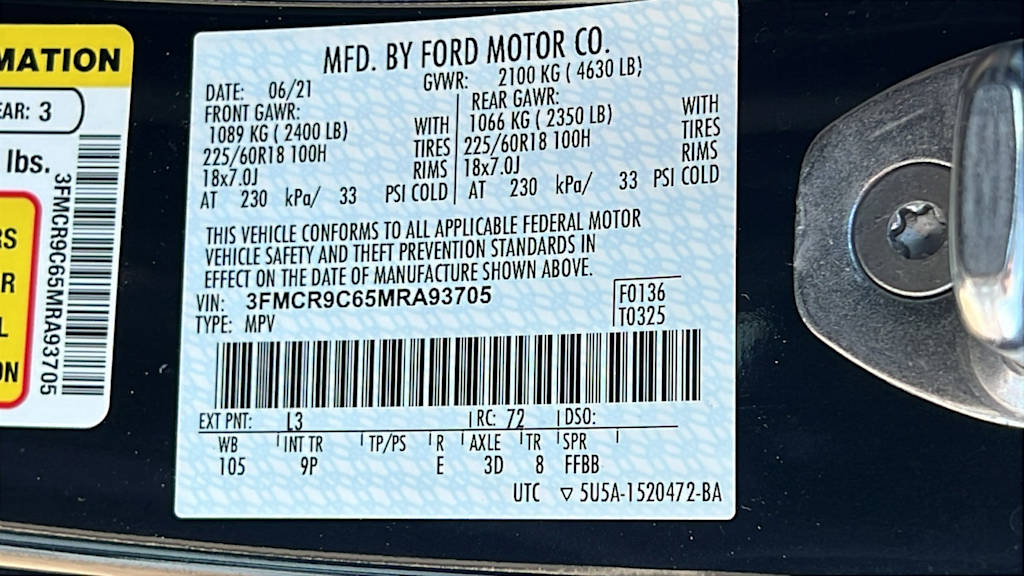 MATION
EAR: 3
lbs.
RS
R
L
ON
3FMCR9C65MRA93705
MFD. BY FORD MOTOR CO.
DATE: 06/21 GVWR: 2100 KG ( 4630 LB)
FRONT GAWR: REAR GAWR:
1089 KG ( 2400 LB) WITH 1066 KG ( 2350 LB) WITH
225/60R18 100H TIRES 225/60R18 100H TIRES
18x7.0J RIMS 18x7.0J RIMS
AT 230 kPa/ 33 PSI COLD AT 230 kPa/ 33 PSI COLD
THIS VEHICLE CONFORMS TO ALL APPLICABLE FEDERAL MOTOR
VEHICLE SAFETY AND THEFT PREVENTION STANDARDS IN
EFFECT ON THE DATE OF MANUFACTURE SHOWN ABOVE.
VIN: 3FMCR9C65MRA93705 F0136
TYPE: MPV T0325
EXT PNT: L3 RC: 72 DSO:
WB INT TR TP/PS R AXLE TR SPR
105 9P E 3D 8 FFBB
UTC ▽ 5U5A-1520472-BA